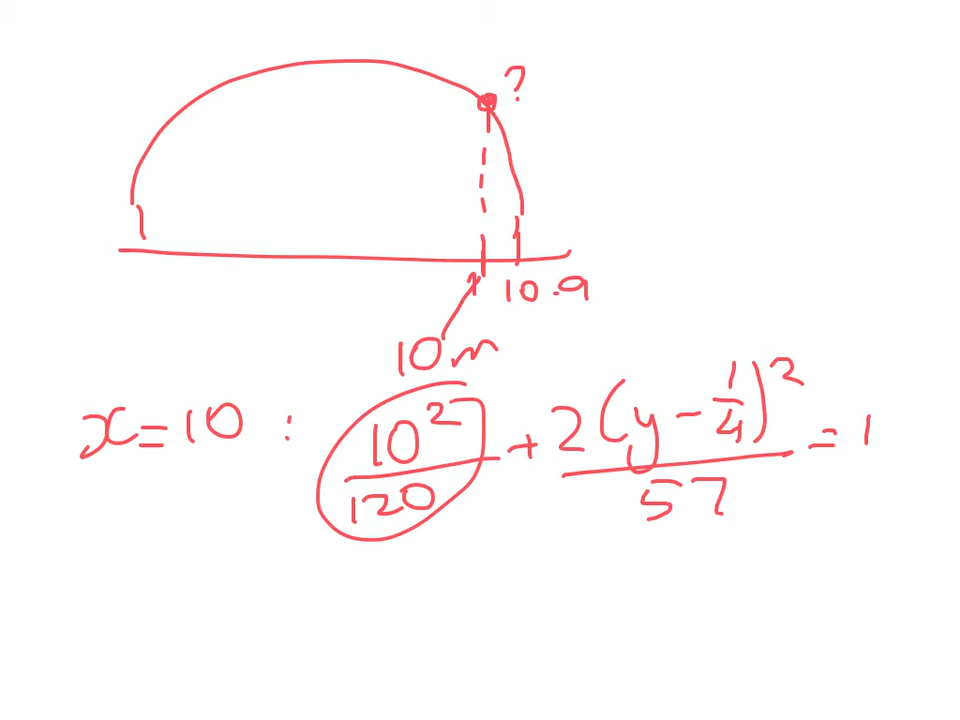 ?
10.9
10m
x=10 : 10²/120 + 2(y - 1/4)²/57 = 1